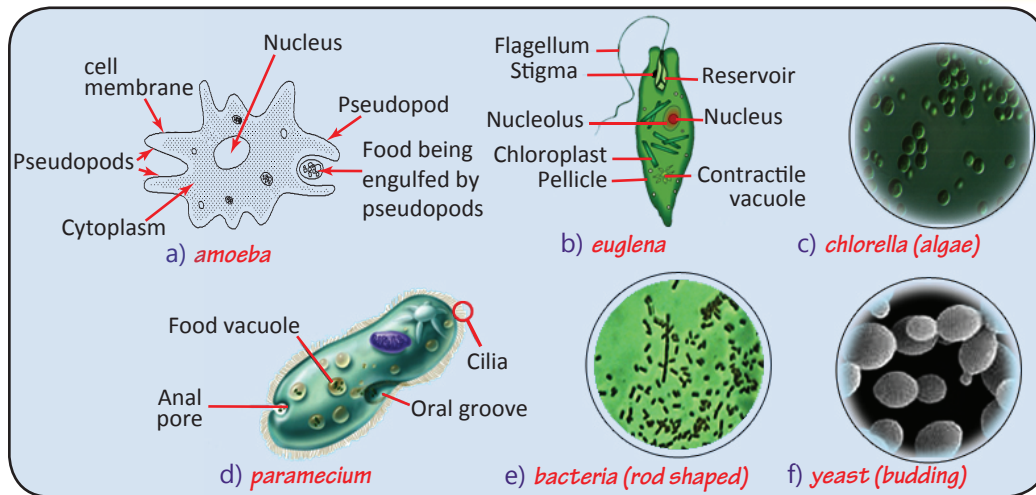 Nucleus
cell
membrane
Pseudopod
Pseudopods
Food being
engulfed by
pseudopods
Cytoplasm
a) amoeba
Flagellum
Stigma
Reservoir
Nucleolus
Nucleus
Chloroplast
Pellicle
Contractile
vacuole
b) euglena
c) chlorella (algae)
Food vacuole
Cilia
Anal
pore
Oral groove
d) paramecium
e) bacteria (rod shaped)
f) yeast (budding)